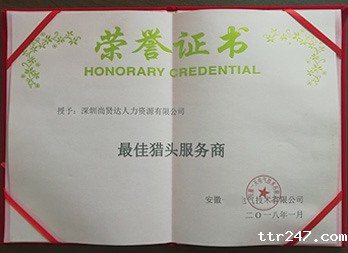 荣誉证书
HONORARY CREDENTIAL
授予：深圳尚贤达人力资源有限公司
最佳猎头服务商
安徽 气技术有限公司
二〇一八年一月
ttr247.com